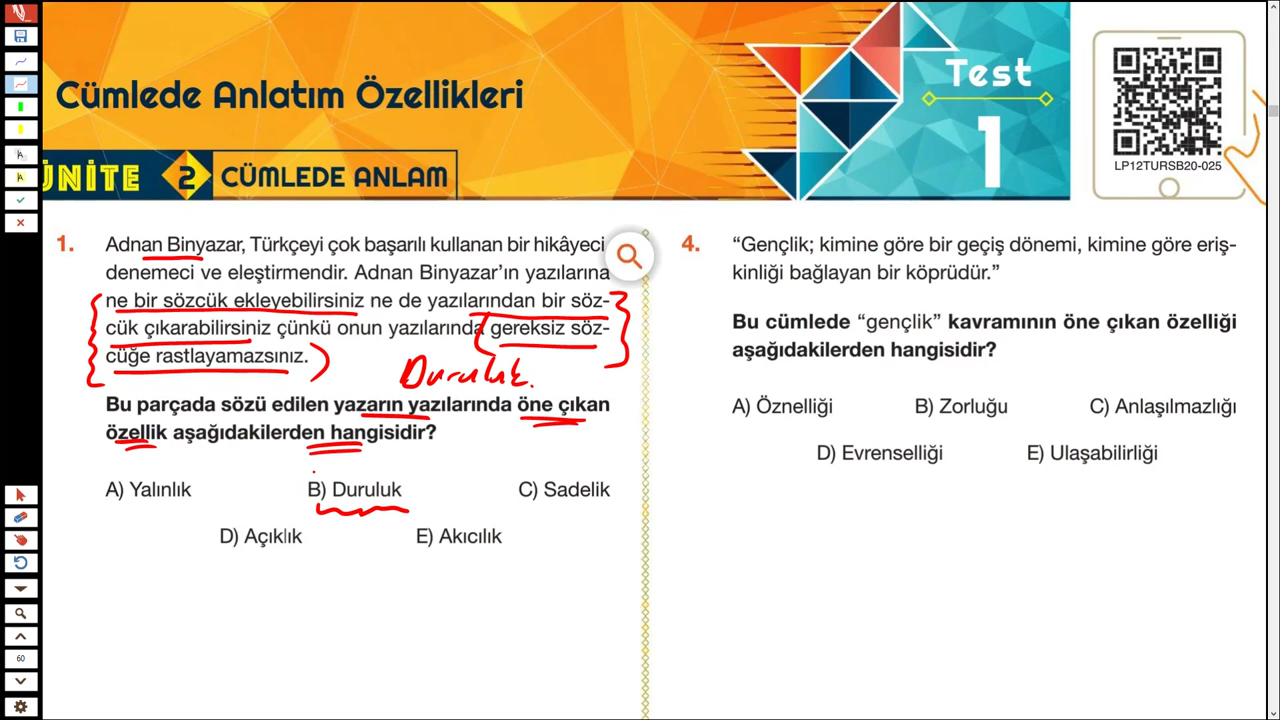 Cümlede Anlatım Özellikleri
Test
1
ÜNİTE 2 CÜMLEDE ANLAM
LP12TURSB20-025
1. Adnan Binyazar, Türkçeyi çok başarılı kullanan bir hikâyeci
denemeci ve eleştirmendir. Adnan Binyazar'ın yazılarına
ne bir sözcük ekleyebilirsiniz ne de yazılarından bir söz-
cük çıkarabilirsiniz çünkü onun yazılarında gereksiz söz-
cüğe rastlayamazsınız.
Duruluk.
Bu parçada sözü edilen yazarın yazılarında öne çıkan
özellik aşağıdakilerden hangisidir?
A) Yalınlık B) Duruluk C) Sadelik
D) Açıklık E) Akıcılık
4. “Gençlik; kimine göre bir geçiş dönemi, kimine göre eriş-
kinliği bağlayan bir köprüdür.”
Bu cümlede “gençlik” kavramının öne çıkan özelliği
aşağıdakilerden hangisidir?
A) Öznelliği B) Zorluğu C) Anlaşılmazlığı
D) Evrenselliği E) Ulaşabilirliği
60